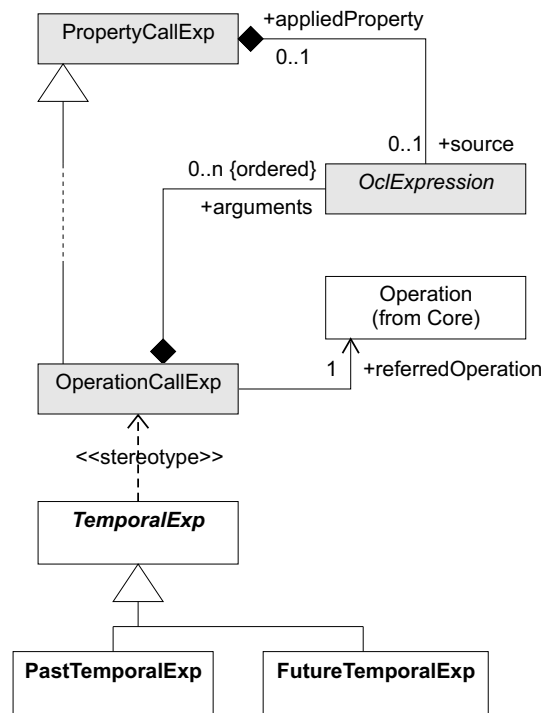 PropertyCallExp
+appliedProperty
0..1
0..1
+source
0..n {ordered}
OclExpression
+arguments
Operation
(from Core)
OperationCallExp
1
+referredOperation
<<stereotype>>
TemporalExp
PastTemporalExp
FutureTemporalExp